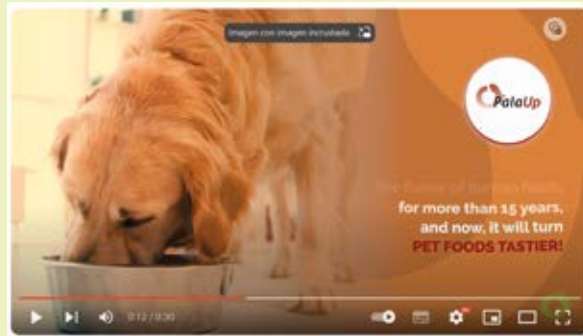 Imagen con imagen incrustada
PalaUp
for more than 15 years,
and now, it will turn
PET FOODS TASTIER!
0:12 / 0:30